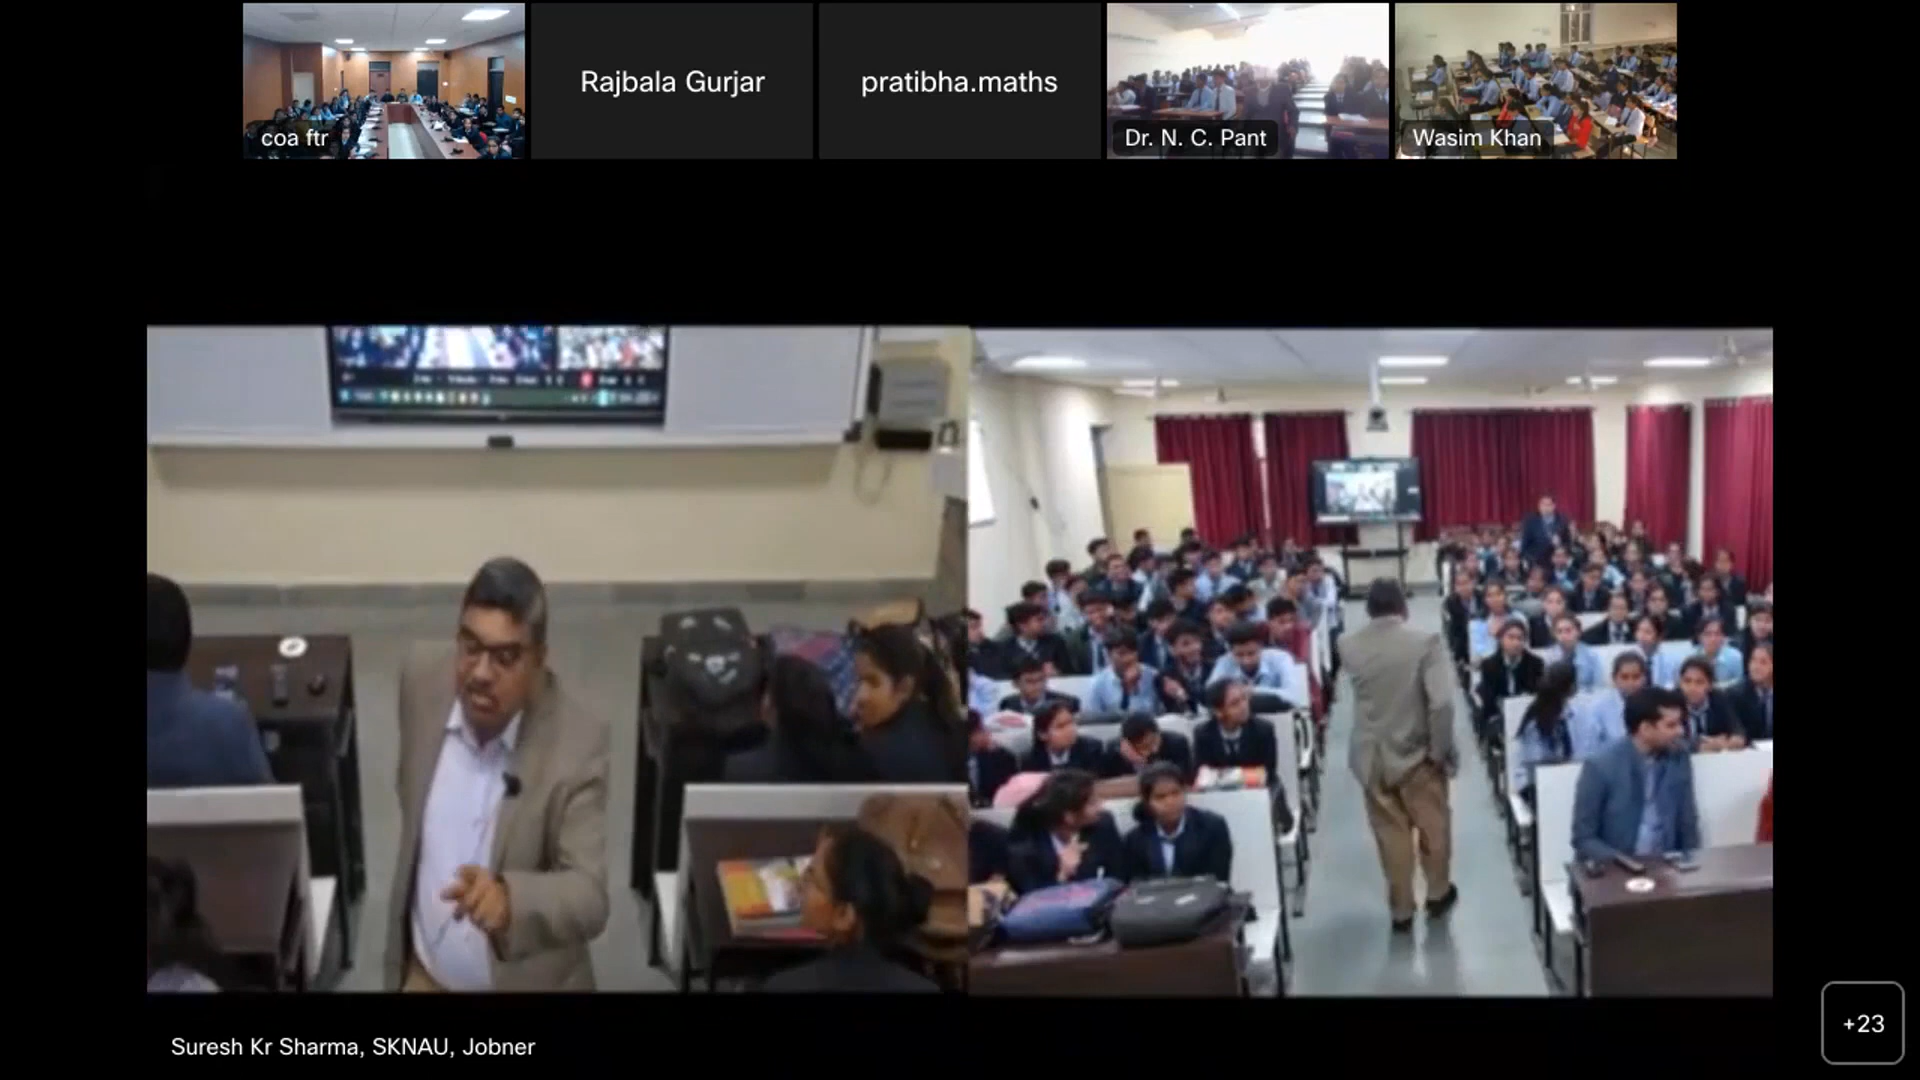 coa ftr
Rajbala Gurjar
pratibha.maths
Dr. N. C. Pant
Wasim Khan
Suresh Kr Sharma, SKNAU, Jobner
+23